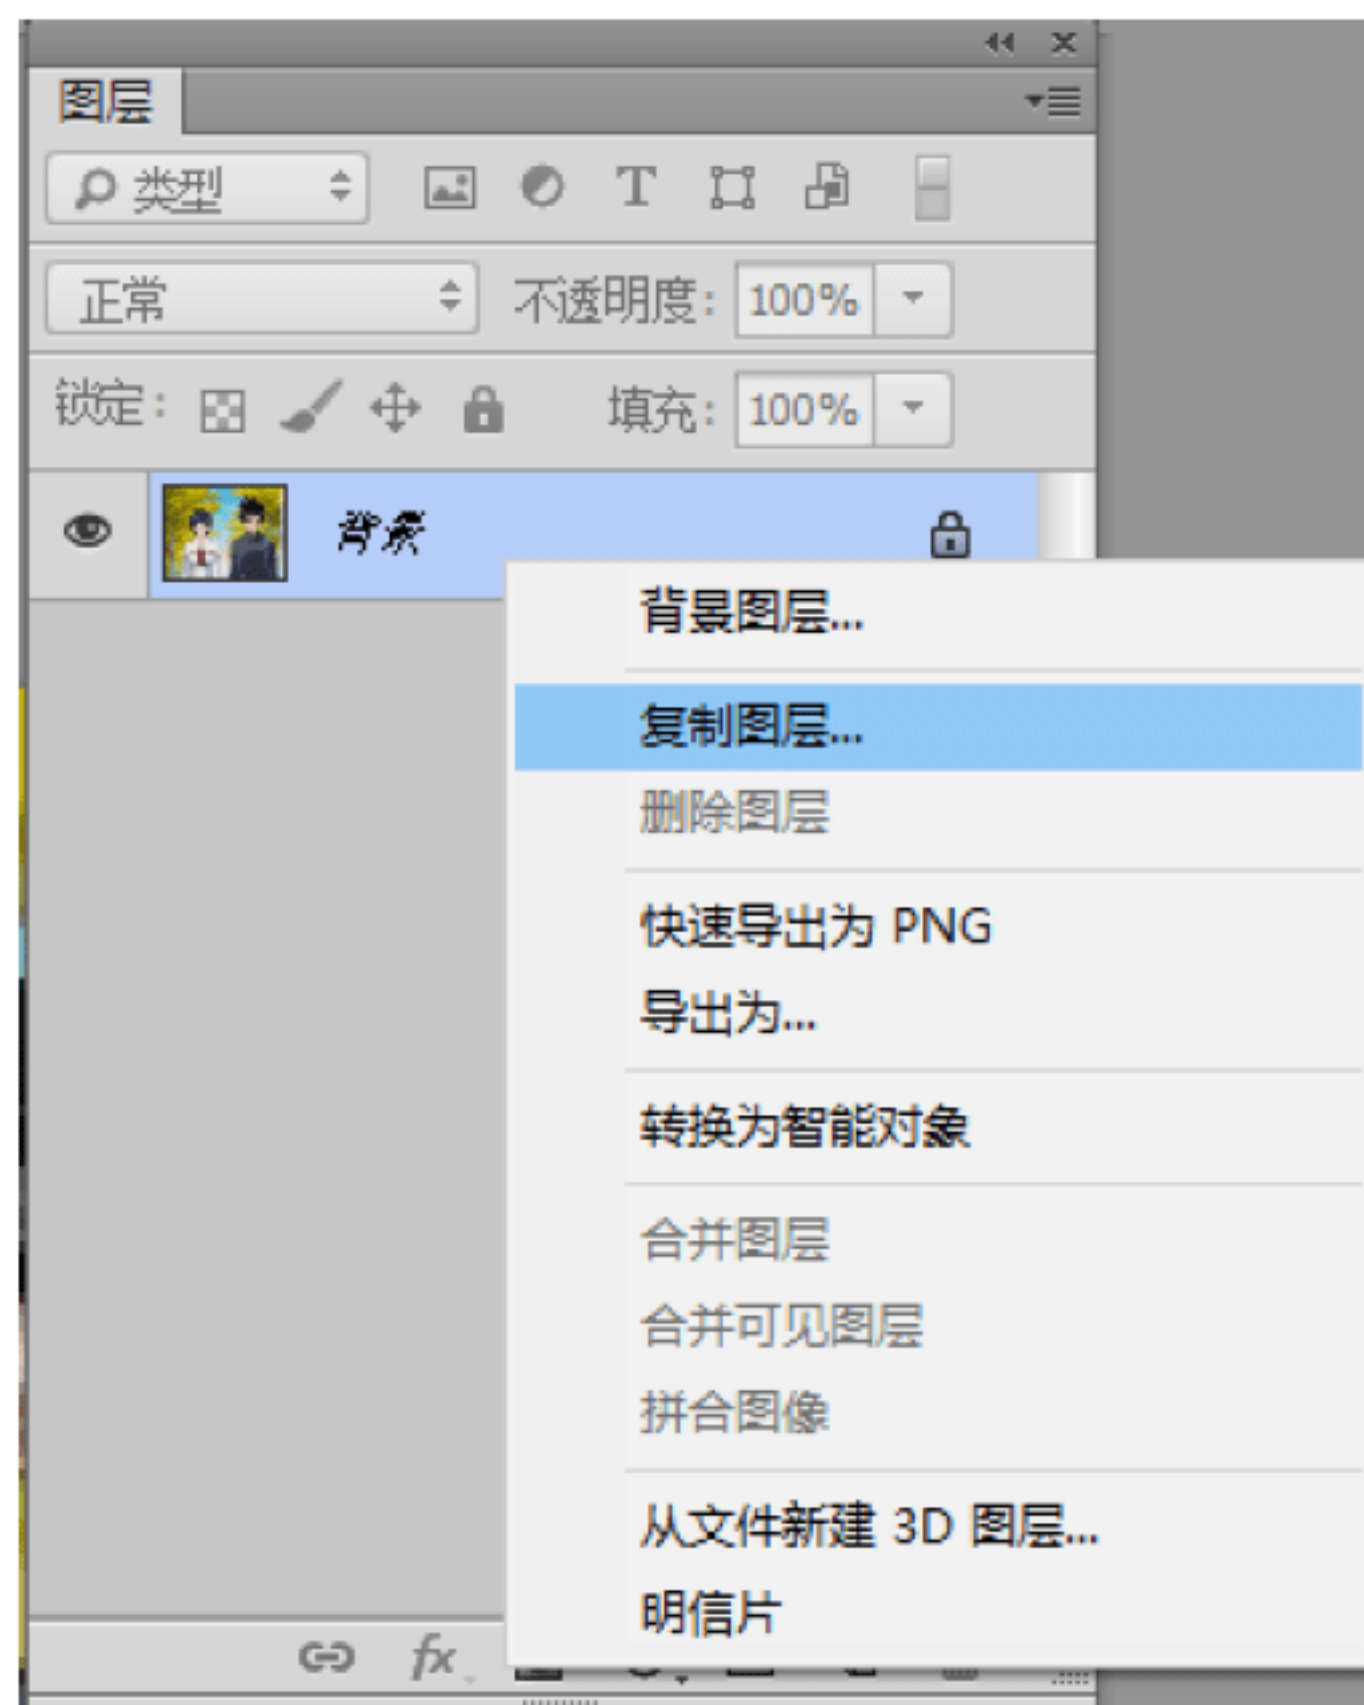 图层
类型
正常 不透明度: 100%
锁定: 填充: 100%
背景
背景图层...
复制图层...
删除图层
快速导出为 PNG
导出为...
转换为智能对象
合并图层
合并可见图层
拼合图像
从文件新建 3D 图层...
明信片
fx